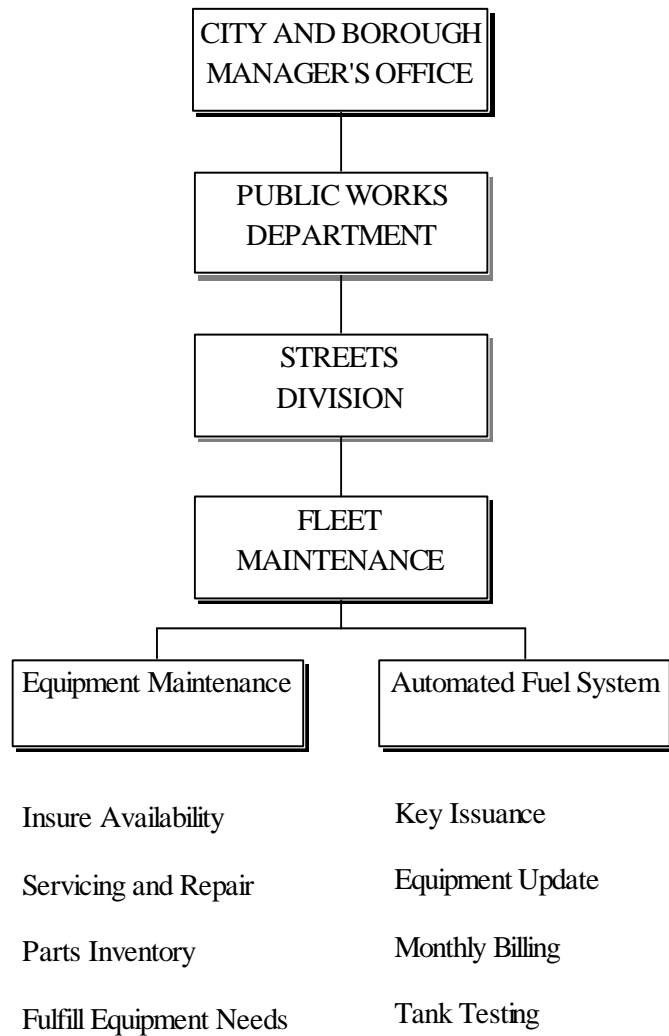 CITY AND BOROUGH
MANAGER'S OFFICE
PUBLIC WORKS
DEPARTMENT
STREETS
DIVISION
FLEET
MAINTENANCE
Equipment Maintenance
Automated Fuel System
Insure Availability
Servicing and Repair
Parts Inventory
Fulfill Equipment Needs
Key Issuance
Equipment Update
Monthly Billing
Tank Testing